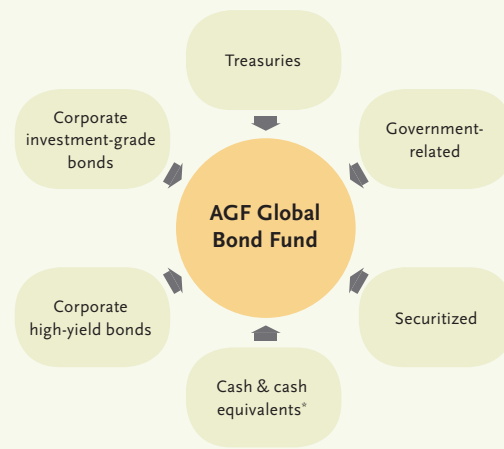 Treasuries
Corporate
investment-grade
bonds
Government-
related
AGF Global
Bond Fund
Corporate
high-yield bonds
Securitized
Cash & cash
equivalents*